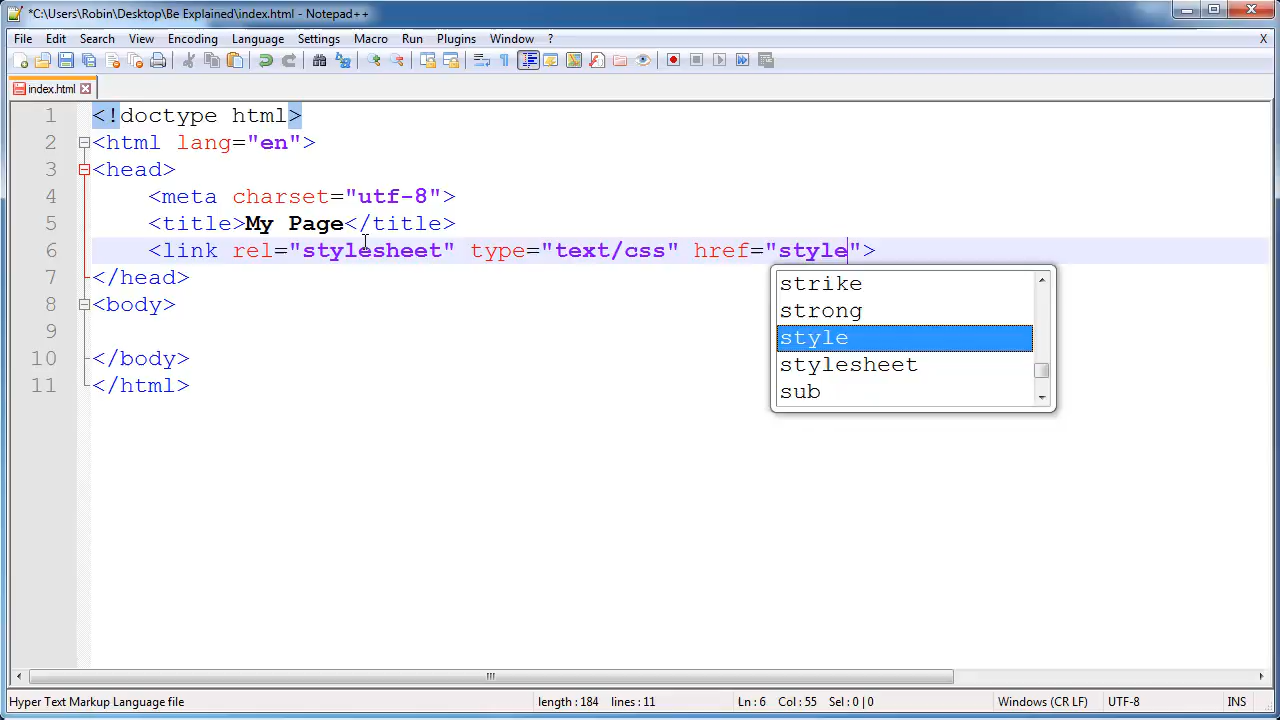 *C:\Users\Robin\Desktop\Be Explained\index.html - Notepad++
File Edit Search View Encoding Language Settings Macro Run Plugins Window ? X
index.html
1 <!doctype html>
2 <html lang="en">
3 <head>
4 <meta charset="utf-8">
5 <title>My Page</title>
6 <link rel="stylesheet" type="text/css" href="style">
7 </head>
8 <body>
9
10 </body>
11 </html>
strike
strong
style
stylesheet
sub
Hyper Text Markup Language file length : 184 lines : 11 Ln : 6 Col : 55 Sel : 0 | 0 Windows (CR LF) UTF-8 INS